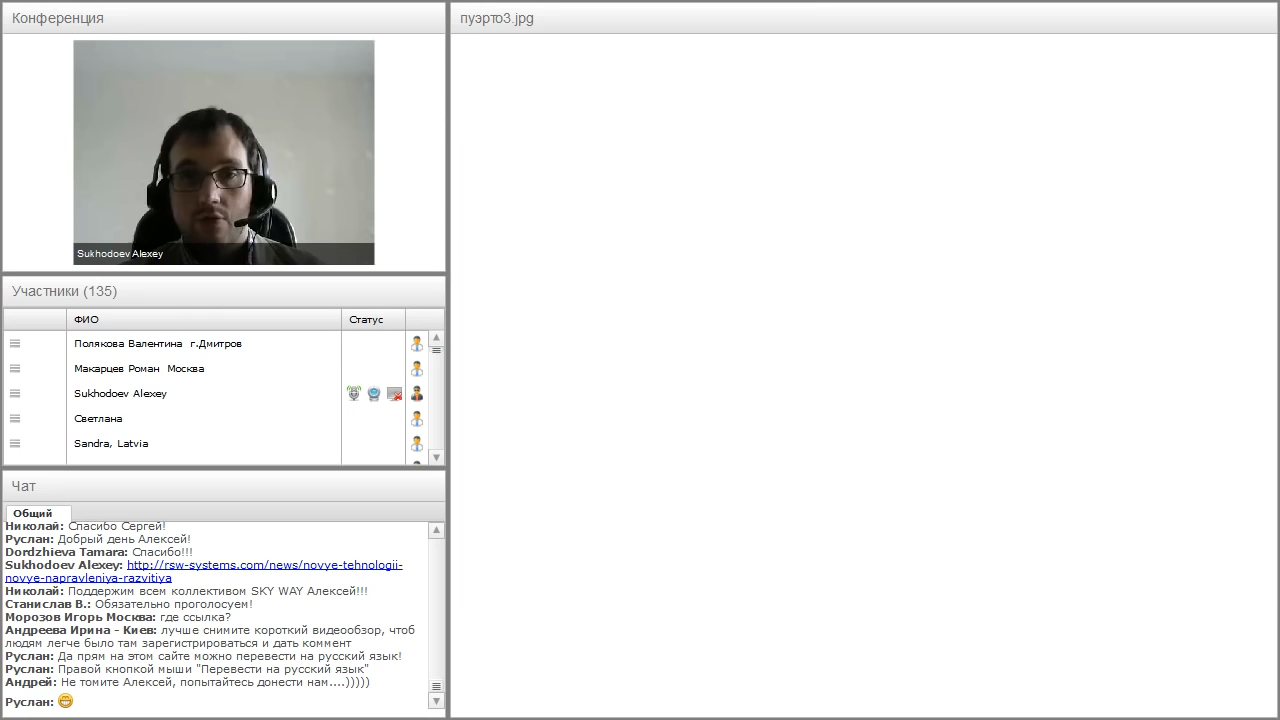 Конференция
Sukhodoev Alexey
Участники (135)
ФИО Статус
Полякова Валентина г.Дмитров
Макарцев Роман Москва
Sukhodoev Alexey
Светлана
Sandra, Latvia
Чат
Общий
Николай: Спасибо Сергей!
Руслан: Добрый день Алексей!
Dordzhieva Tamara: Спасибо!!!
Sukhodoev Alexey: http://rsw-systems.com/news/novye-tehnologii-
novye-napravleniya-razvitiya
Николай: Поддержим всем коллективом SKY WAY Алексей!!!
Станислав В.: Обязательно проголосуем!
Морозов Игорь Москва: где ссылка?
Андреева Ирина - Киев: лучше снимите короткий видеообзор, чтоб
людям легче было там зарегистрироваться и дать коммент
Руслан: Да прям на этом сайте можно перевести на русский язык!
Руслан: Правой кнопкой мыши "Перевести на русский язык"
Андрей: Не томите Алексей, попытайтесь донести нам....)))))
Руслан:
пуэрто3.jpg